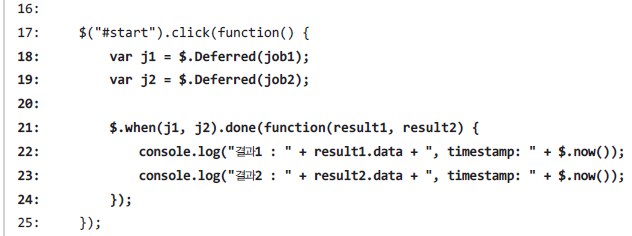 16:
17:     $("#start").click(function() {
18:         var j1 = $.Deferred(job1);
19:         var j2 = $.Deferred(job2);
20:
21:         $.when(j1, j2).done(function(result1, result2) {
22:             console.log("결과1 : " + result1.data + ", timestamp: " + $.now());
23:             console.log("결과2 : " + result2.data + ", timestamp: " + $.now());
24:         });
25:     });